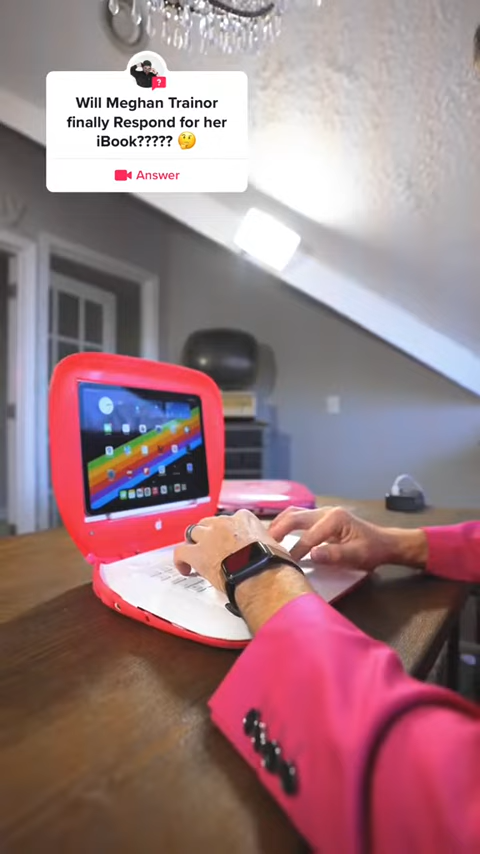 Will Meghan Trainor
finally Respond for her
iBook????? 🤔
Answer